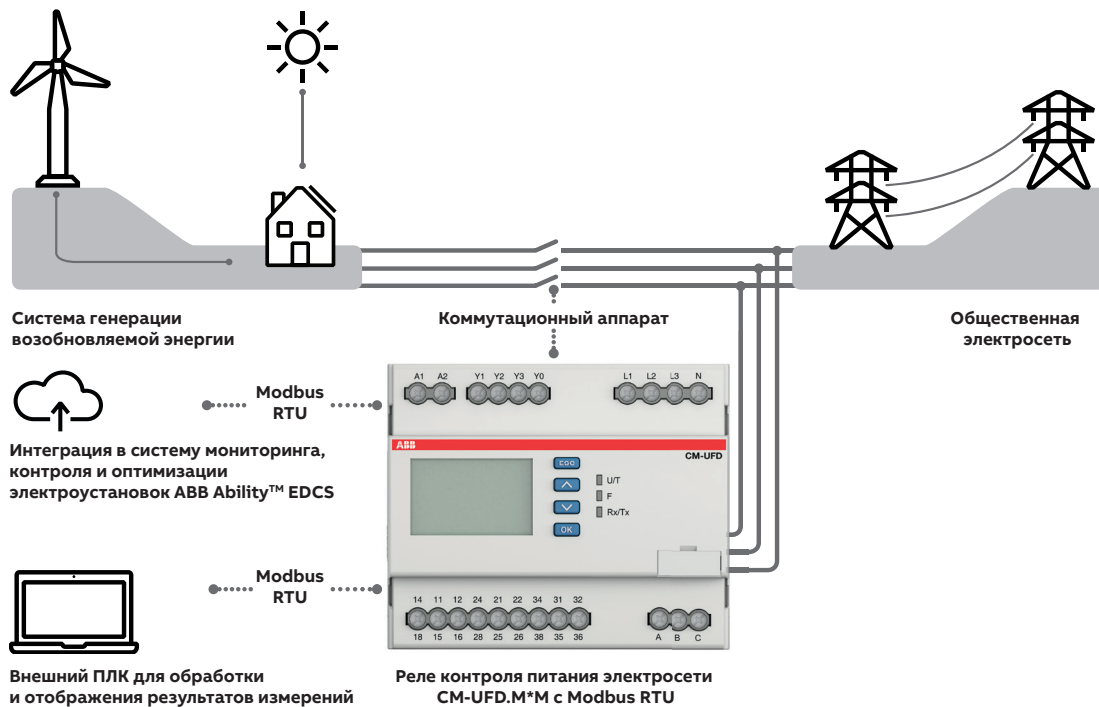 Система генерации
возобновляемой энергии
Коммутационный аппарат
Общественная
электросеть
Modbus
RTU
Интеграция в систему мониторинга,
контроля и оптимизации
электроустановок ABB Ability™ EDCS
A1 A2 Y1 Y2 Y3 Y0 L1 L2 L3 N
ABB
CM-UFD
ESC
U/T
F
Rx/Tx
OK
Modbus
RTU
14 11 12 24 21 22 34 31 32
18 15 16 28 25 26 38 35 36
A B C
Внешний ПЛК для обработки
и отображения результатов измерений
Реле контроля питания электросети
CM-UFD.M*M с Modbus RTU